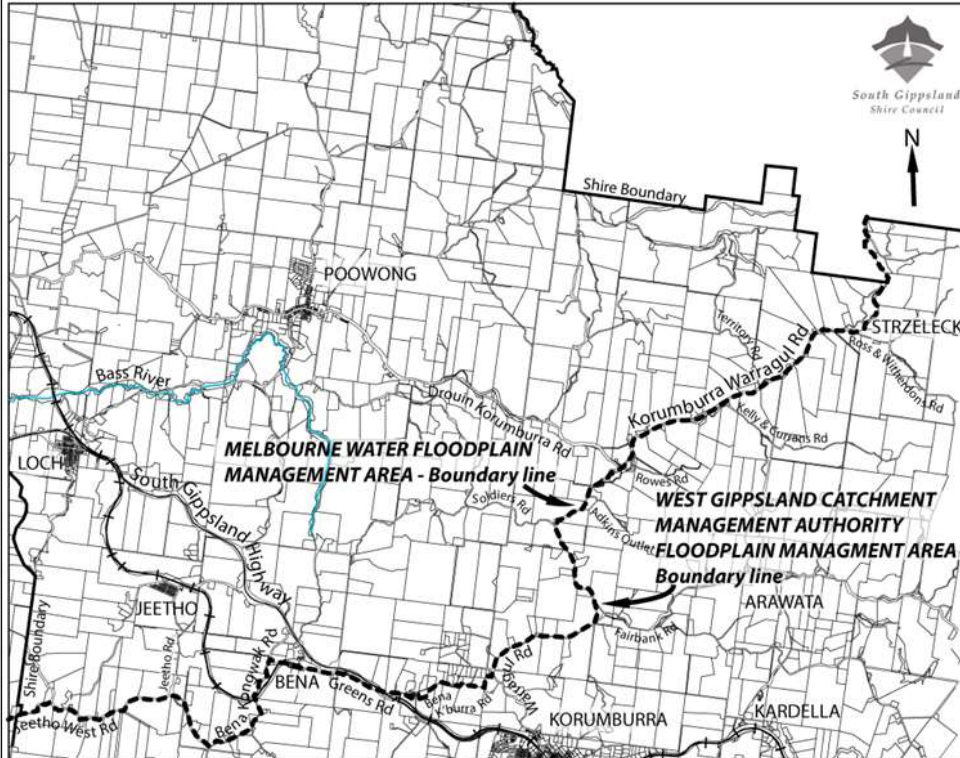 South Gippsland
Shire Council
N
Shire Boundary
POOWONG
STRZELECK
Territory Rd
Ross & Witherdons Rd
Korumburra Warragul Rd
Bass River
Drouin Korumburra Rd
Kelly & Currans Rd
LOCH
MELBOURNE WATER FLOODPLAIN
MANAGEMENT AREA - Boundary line
Rowes Rd
South Gippsland Highway
Soldiers Rd
Adkins Outlet
WEST GIPPSLAND CATCHMENT
MANAGEMENT AUTHORITY
FLOODPLAIN MANAGMENT AREA
Boundary line
JEETHO
ARAWATA
Fairbank Rd
Shire Boundary
Jeetho Rd
Bena Konowak Rd
BENA
Greens Rd
Bena
K'burra Rd
Warragul Rd
Jeetho West Rd
KORUMBURRA
KARDELLA